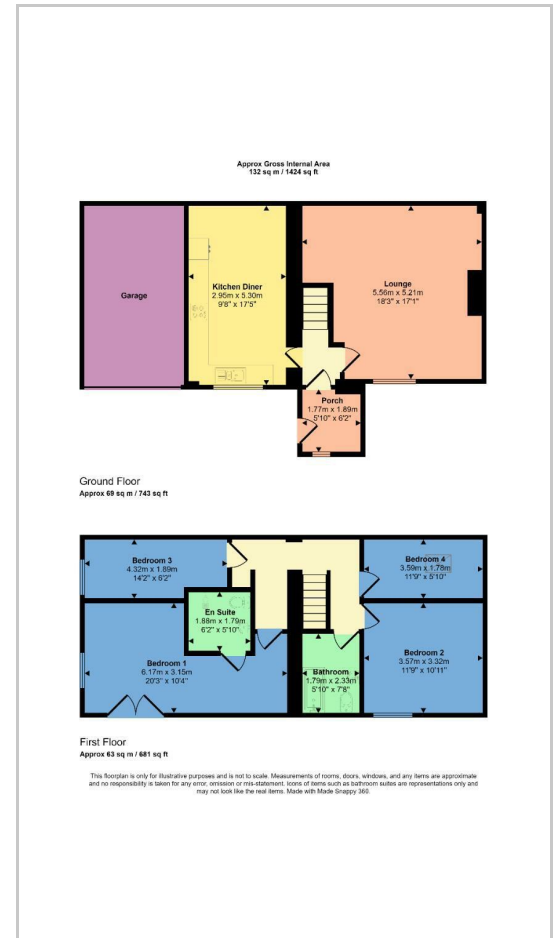 Approx Gross Internal Area
132 sq m / 1424 sq ft
Garage
Kitchen Diner
2.95m x 5.30m
9'8" x 17'5"
Lounge
5.56m x 5.21m
18'3" x 17'1"
Porch
1.77m x 1.89m
5'10" x 6'2"
Ground Floor
Approx 69 sq m / 743 sq ft
Bedroom 3
4.32m x 1.89m
14'2" x 6'2"
Bedroom 4
3.59m x 1.78m
11'9" x 5'10"
En Suite
1.88m x 1.79m
6'2" x 5'10"
Bedroom 1
6.17m x 3.15m
20'3" x 10'4"
Bathroom
1.79m x 2.33m
5'10" x 7'8"
Bedroom 2
3.57m x 3.32m
11'9" x 10'11"
First Floor
Approx 63 sq m / 681 sq ft
This floorplan is only for illustrative purposes and is not to scale. Measurements of rooms, doors, windows, and any items are approximate
and no responsibility is taken for any error, omission or mis-statement. Icons of items such as bathroom suites are representations only and
may not look like the real items. Made with Made Snappy 360.